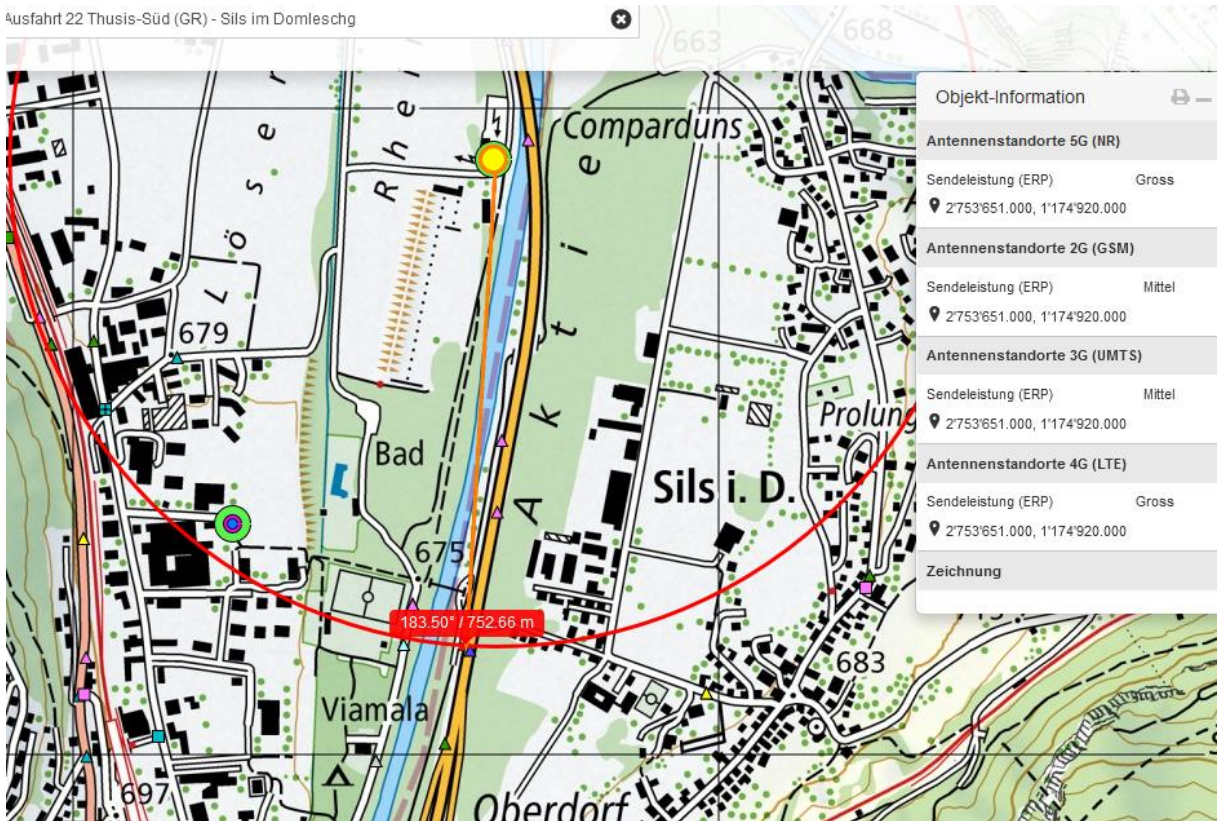 Ausfahrt 22 Thusis-Süd (GR) - Sils im Domleschg
663
668
Objekt-Information
Antennenstandorte 5G (NR)
Sendeleistung (ERP) Gross
2'753'651.000, 1'174'920.000
Antennenstandorte 2G (GSM)
Sendeleistung (ERP) Mittel
2'753'651.000, 1'174'920.000
Antennenstandorte 3G (UMTS)
Sendeleistung (ERP) Mittel
2'753'651.000, 1'174'920.000
Antennenstandorte 4G (LTE)
Sendeleistung (ERP) Gross
2'753'651.000, 1'174'920.000
Zeichnung
Comparduns
Löser
Rhei
Aktie
679
Bad
Prolung
Sils i. D.
675
183.50° / 752.66 m
683
Viamala
697
Oberdorf